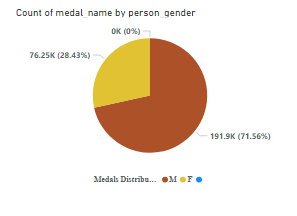 Count of medal_name by person_gender
0K (0%)
76.25K (28.43%)
191.9K (71.56%)
Medals Distribu... M F